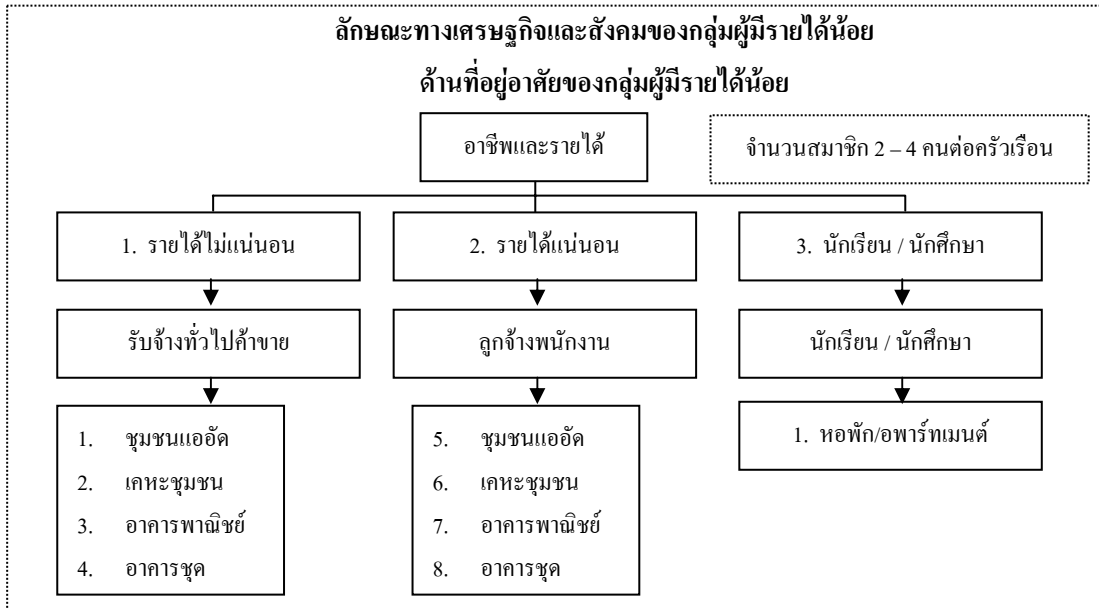 ลักษณะทางเศรษฐกิจและสังคมของกลุ่มผู้มีรายได้น้อย
ด้านที่อยู่อาศัยของกลุ่มผู้มีรายได้น้อย
อาชีพและรายได้
จำนวนสมาชิก 2 – 4 คนต่อครัวเรือน
1. รายได้ไม่แน่นอน
2. รายได้แน่นอน
3. นักเรียน / นักศึกษา
รับจ้างทั่วไปค้าขาย
ลูกจ้างพนักงาน
นักเรียน / นักศึกษา
1. ชุมชนแออัด
2. เคหะชุมชน
3. อาคารพาณิชย์
4. อาคารชุด
5. ชุมชนแออัด
6. เคหะชุมชน
7. อาคารพาณิชย์
8. อาคารชุด
1. หอพัก/อพาร์ทเมนต์